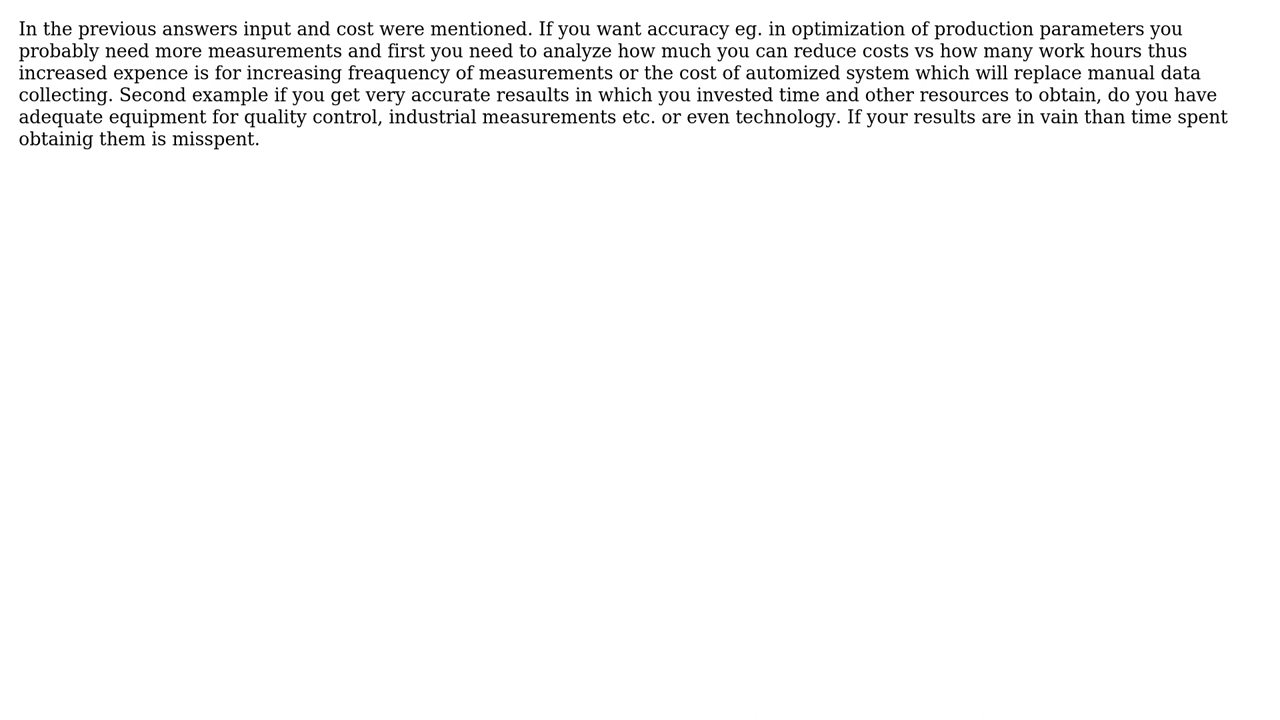 In the previous answers input and cost were mentioned. If you want accuracy eg. in optimization of production parameters you
probably need more measurements and first you need to analyze how much you can reduce costs vs how many work hours thus
increased expence is for increasing freaquency of measurements or the cost of automized system which will replace manual data
collecting. Second example if you get very accurate resaults in which you invested time and other resources to obtain, do you have
adequate equipment for quality control, industrial measurements etc. or even technology. If your results are in vain than time spent
obtainig them is misspent.